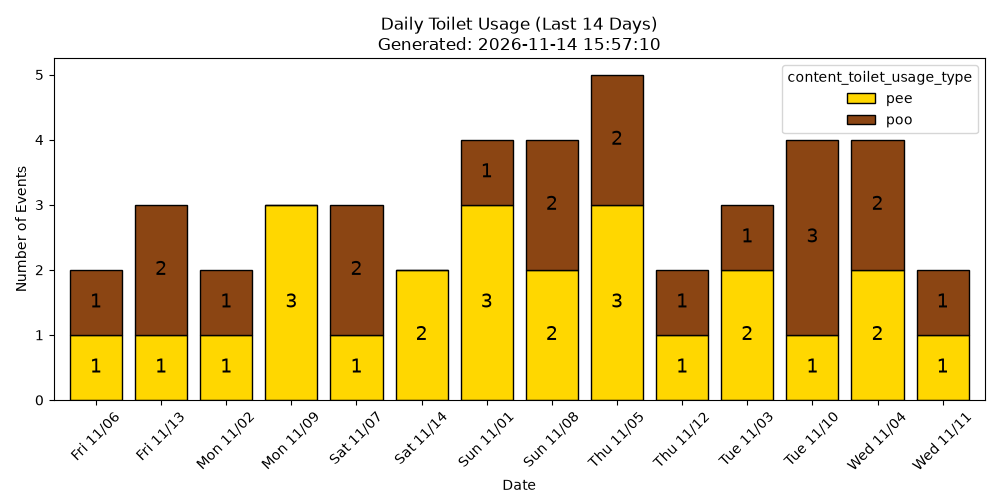 Daily Toilet Usage (Last 14 Days)
Generated: 2026-11-14 15:57:10
content_toilet_usage_type
pee
poo
Number of Events
5
4
3
2
1
0
1
2
1
2
1
2
2
1
3
2
1
1
1
1
1
3
1
2
3
2
3
1
2
1
2
1
Fri 11/06
Fri 11/13
Mon 11/02
Mon 11/09
Sat 11/07
Sat 11/14
Sun 11/01
Sun 11/08
Thu 11/05
Thu 11/12
Tue 11/03
Tue 11/10
Wed 11/04
Wed 11/11
Date